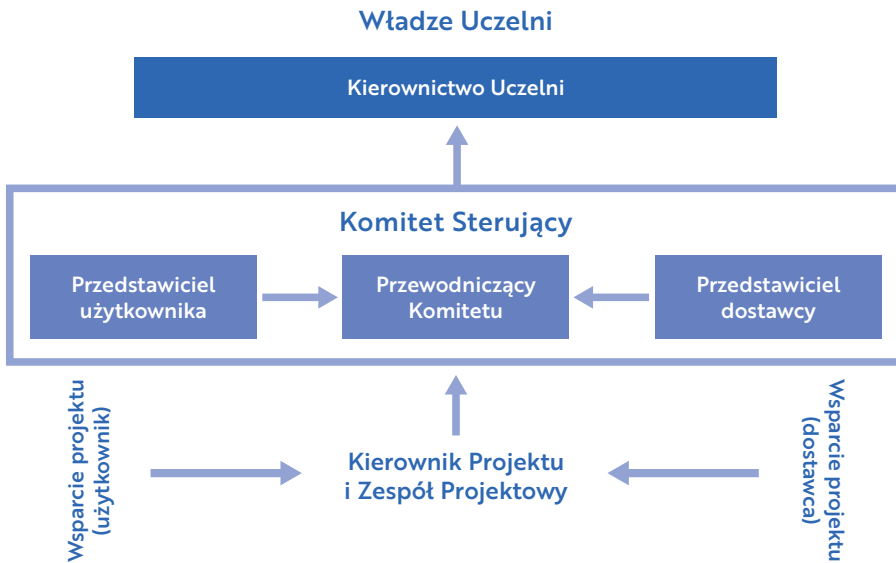 Władze Uczelni
Kierownictwo Uczelni
Komitet Sterujący
Przedstawiciel
użytkownika
Przewodniczący
Komitetu
Przedstawiciel
dostawcy
Wsparcie projektu
(użytkownik)
Kierownik Projektu
i Zespół Projektowy
Wsparcie projektu
(dostawca)